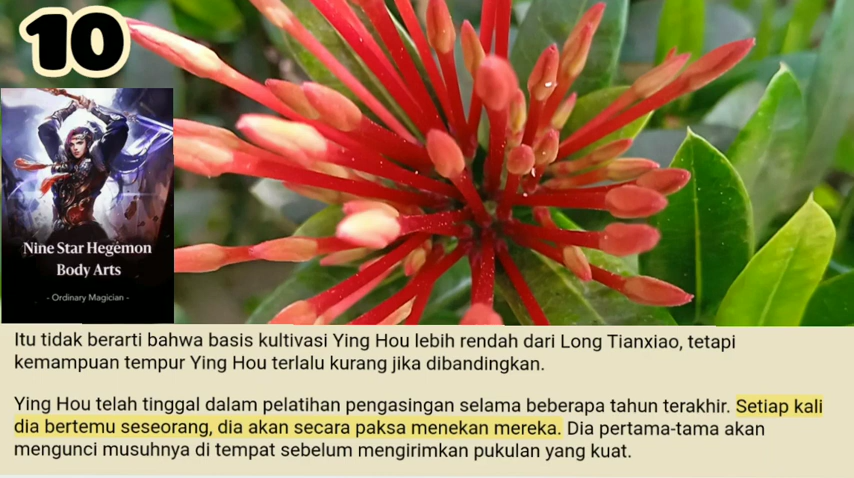 10
Nine Star Hegemon
Body Arts
- Ordinary Magician -
Itu tidak berarti bahwa basis kultivasi Ying Hou lebih rendah dari Long Tianxiao, tetapi
kemampuan tempur Ying Hou terlalu kurang jika dibandingkan.
Ying Hou telah tinggal dalam pelatihan pengasingan selama beberapa tahun terakhir. Setiap kali
dia bertemu seseorang, dia akan secara paksa menekan mereka. Dia pertama-tama akan
mengunci musuhnya di tempat sebelum mengirimkan pukulan yang kuat.